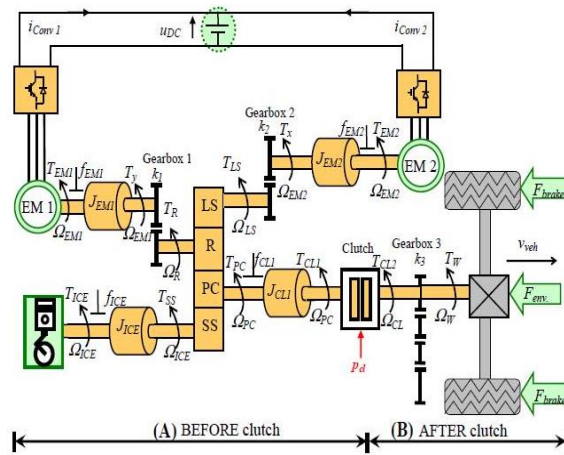 i_Conv 1
u_DC
i_Conv 2
Gearbox 2
k_2
T_x
f_EM2
T_EM2
J_EM2
EM 2
Ω_EM2
Ω_EM2
T_EM1
f_EM1
T_y
Gearbox 1
k_1
T_LS
EM 1
J_EM1
T_R
LS
Ω_LS
F_brake
Ω_EM1
Ω_EM1
R
Ω_R
T_PC
f_CL1
T_CL1
Clutch
T_CL2
Gearbox 3
k_3
T_W
v_veh
T_ICE
f_ICE
T_SS
PC
J_CL1
F_env.
J_ICE
SS
Ω_PC
Ω_PC
Ω_CL
Ω_W
Ω_ICE
Ω_ICE
p_d
F_brake
(A) BEFORE clutch
(B) AFTER clutch